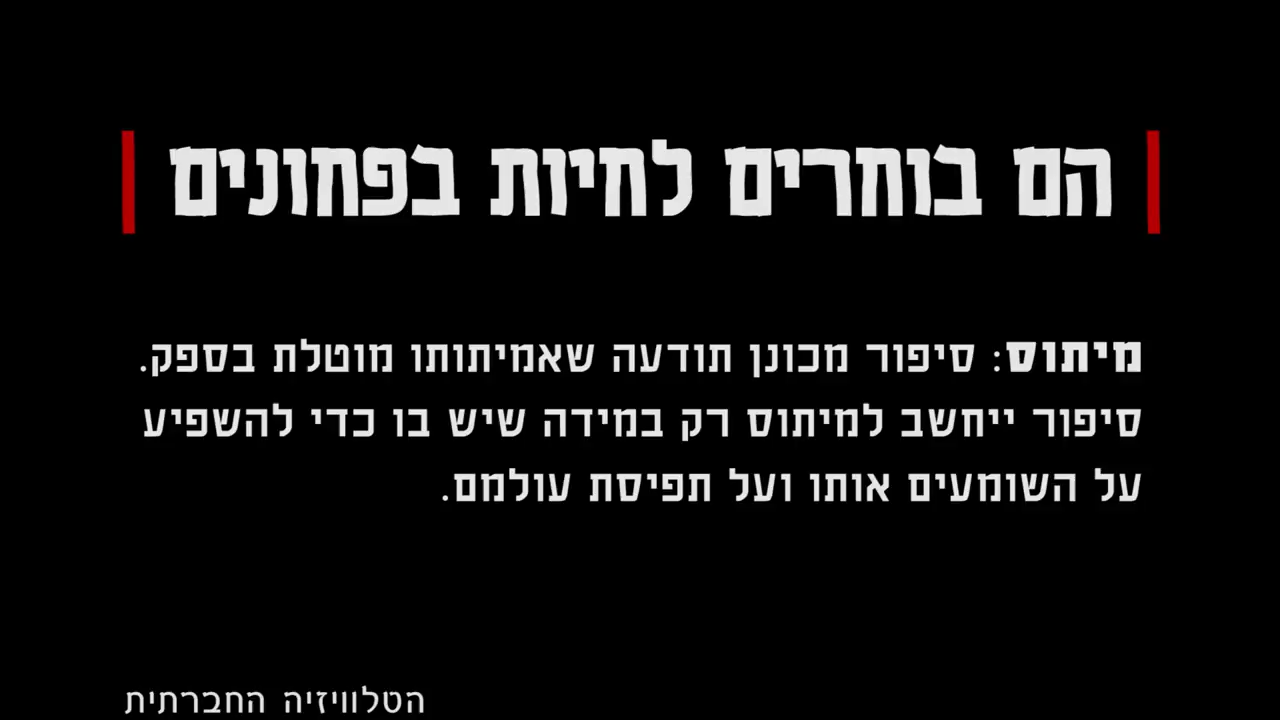 הם בוחרים לחיות בפחונים
מיתוס: סיפור מכונן תודעה שאמיתותו מוטלת בספק.
סיפור ייחשב למיתוס רק במידה שיש בו כדי להשפיע
על השומעים אותו ועל תפיסת עולמם.
הטלוויזיה החברתית